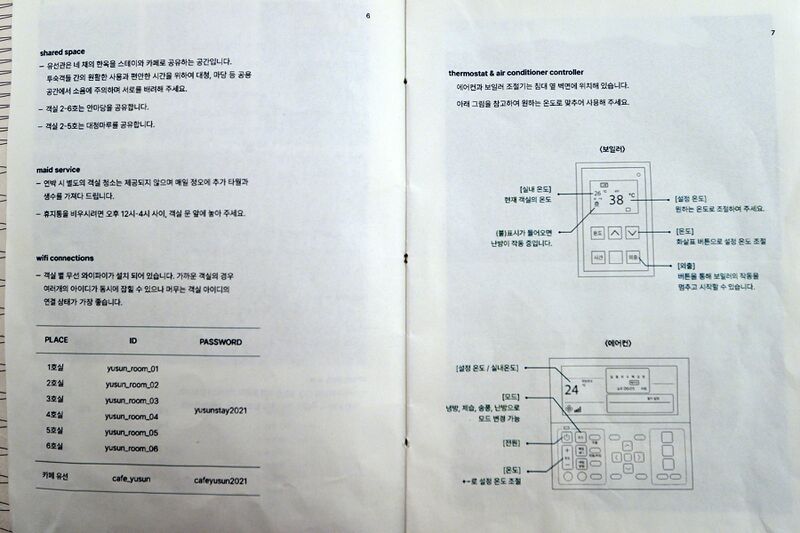 6
shared space
– 유선관은 네 채의 한옥을 스테이와 카페로 공유하는 공간입니다.
투숙객들 간의 원활한 사용과 편안한 시간을 위하여 대청, 마당 등 공용
공간에서 소음에 주의하며 서로를 배려해 주세요.
– 객실 2-6호는 안마당을 공유합니다.
– 객실 2-5호는 대청마루를 공유합니다.
maid service
– 연박 시 별도의 객실 청소는 제공되지 않으며 매일 정오에 추가 타월과
생수를 가져다 드립니다.
– 휴지통을 비우시려면 오후 12시-4시 사이, 객실 문 앞에 놓아 주세요.
wifi connections
– 객실 별 무선 와이파이가 설치 되어 있습니다. 가까운 객실의 경우
여러개의 아이디가 동시에 잡힐 수 있으나 머무는 객실 아이디의
연결 상태가 가장 좋습니다.
PLACE ID PASSWORD
1호실 yusun_room_01
2호실 yusun_room_02
3호실 yusun_room_03
4호실 yusun_room_04
5호실 yusun_room_05
6호실 yusun_room_06
yusunstay2021
카페 유선 cafe_yusun cafeyusun2021
7
thermostat & air conditioner controller
에어컨과 보일러 조절기는 침대 옆 벽면에 위치해 있습니다.
아래 그림을 참고하여 원하는 온도로 맞추어 사용해 주세요.
〈보일러〉
[실내 온도]
현재 객실의 온도
(불)표시가 들어오면
난방이 작동 중입니다.
26 °C
38 °C
온도
시간
외출
[설정 온도]
원하는 온도로 조절하여 주세요.
[온도]
화살표 버튼으로 설정 온도 조절
[외출]
버튼을 통해 보일러의 작동을
멈추고 시작할 수 있습니다.
〈에어컨〉
[설정 온도 / 실내온도]
24
[모드]
냉방, 제습, 송풍, 난방으로
모드 변경 가능
[전원]
[온도]
+−로 설정 온도 조절